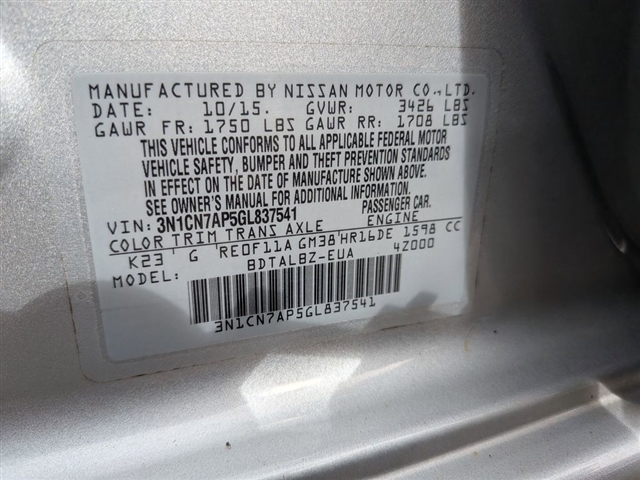 MANUFACTURED BY NISSAN MOTOR CO.,LTD.
DATE: 10/15. GVWR: 3426 LBS
GAWR FR: 1750 LBS GAWR RR: 1708 LBS
THIS VEHICLE CONFORMS TO ALL APPLICABLE FEDERAL MOTOR
VEHICLE SAFETY, BUMPER AND THEFT PREVENTION STANDARDS
IN EFFECT ON THE DATE OF MANUFACTURE SHOWN ABOVE.
SEE OWNER'S MANUAL FOR ADDITIONAL INFORMATION.
VIN: 3N1CN7AP5GL837541 PASSENGER CAR.
COLOR TRIM TRANS AXLE ENGINE
K23 G RE0F11A GM38 HR16DE 1598 CC
MODEL: BDTALBZ-EUA 4Z000
3N1CN7AP5GL837541